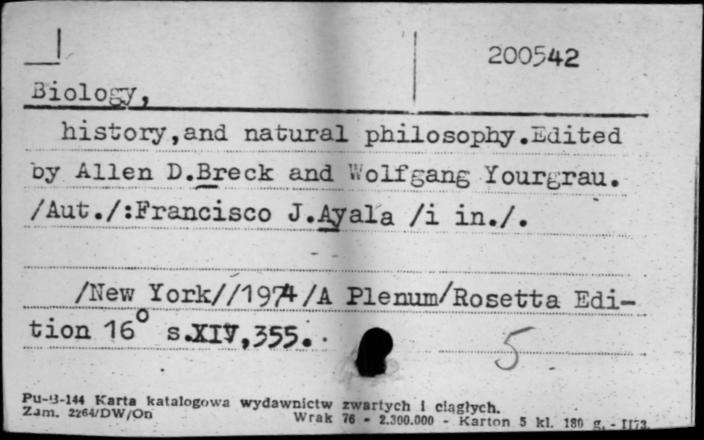 200542
Biology,
history,and natural philosophy.Edited
by Allen D.Breck and Wolfgang Yourgrau.
/Aut./:Francisco J.Ayala /i in./.
/New York//1974/A Plenum/Rosetta Edi-
tion 16° s.XIV,355.
5
Pu-B-144 Karta katalogowa wydawnictw zwartych i ciągłych.
Zam. 2264/DW/On Wrak 76 - 2.300.000 - Karton 5 kl. 180 g. - II73.